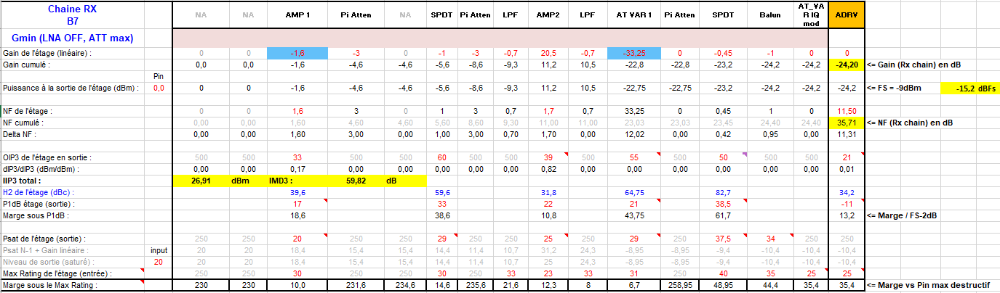 Chaine RX B7 NA NA AMP 1 Pi Atten NA SPDT Pi Atten LPF AMP2 LPF AT VAR 1 Pi Atten SPDT Balun AT_VA R IQ mod ADRV
Gmin (LNA OFF, ATT max)
Gain de l'étage (linéaire) : 0 0 -1,6 -3 0 -1 -3 -0,7 20,5 -0,7 -33,25 0 -0,45 -1 0 0
Gain cumulé : 0,0 0,0 -1,6 -4,6 -4,6 -5,6 -8,6 -9,3 11,2 10,5 -22,8 -22,8 -23,2 -24,2 -24,2 -24,20 <= Gain (Rx chain) en dB
Pin
Puissance à la sortie de l'étage (dBm) : 0,0 0 0 -1,6 -4,6 -4,6 -5,6 -8,6 -9,3 11,2 10,5 -22,75 -22,75 -23,2 -24,2 -24,2 -24,2 <= FS = -9dBm -15,2 dBFs
NF de l'étage : 0 0 1,6 3 0 1 3 0,7 1,7 0,7 33,25 0 0,45 1 0 11,50
NF cumulé : 0,00 0,00 1,60 4,60 4,60 5,60 8,60 9,30 11,00 11,00 23,03 23,03 23,45 24,40 24,40 35,71 <= NF (Rx chain) en dB
Delta NF : 0,00 0,00 1,60 3,00 0,00 1,00 3,00 0,70 1,70 0,00 12,02 0,00 0,42 0,95 0,00 11,31
OIP3 de l'étage en sortie : 500 500 33 500 500 60 500 500 39 500 55 500 50 500 500 21
dIP3/dIP3 (dBm/dBm) : 0,00 0,00 0,17 0,00 0,00 0,00 0,00 0,00 0,82 0,00 0,00 0,00 0,00 0,00 0,00 0,01
IIP3 total : 26,91 dBm IMD3 : 59,82 dB
H2 de l'étage (dBc) 39,6 59,6 31,8 64,75 82,7 34,2
P1dB étage (sortie) : 17 33 22 21 38,5 -11
Marge sous P1dB : 18,6 38,6 10,8 43,75 61,7 13,2 <= Marge / FS-2dB
Psat de l'étage (sortie) : 250 250 20 250 250 29 250 250 25 250 29 250 37,5 34 250 250
Psat N-1 + Gain linéaire : input 20 20 18,4 15,4 15,4 14,4 11,4 10,7 31,2 24,3 -8,95 -8,95 -9,4 -10,4 -10,4 -10,4
Niveau de sortie (saturé) : 20 20 20 18,4 15,4 15,4 14,4 11,4 10,7 25 24,3 -8,95 -8,95 -9,4 -10,4 -10,4 -10,4
Max Rating de l'étage (entrée) : 250 250 30 250 250 30 250 33 23 33 31 250 40 35 25 25
Marge sous le Max Rating : 230 230 10,0 231,6 234,6 14,6 235,6 21,6 12,3 8 6,7 258,95 48,95 44,4 35,4 35,4 <= Marge vs Pin max destructif